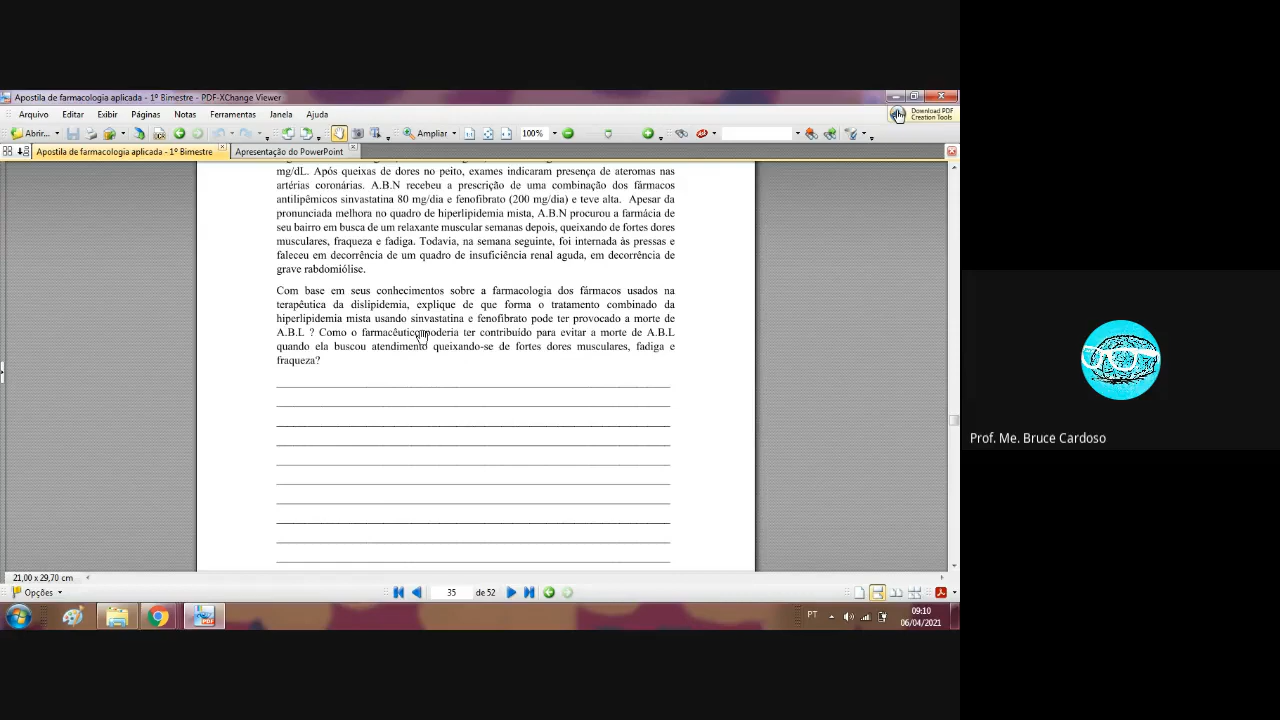 Apostila de farmacologia aplicada - 1º Bimestre - PDF-XChange Viewer
Arquivo Editar Exibir Páginas Notas Ferramentas Janela Ajuda
Download PDF
Creation Tools
Abrir... Ampliar 100%
Apostila de farmacologia aplicada - 1º Bimestre Apresentação do PowerPoint
mg/dL. Após queixas de dores no peito, exames indicaram presença de ateromas nas
artérias coronárias. A.B.N recebeu a prescrição de uma combinação dos fármacos
antilipêmicos sinvastatina 80 mg/dia e fenofibrato (200 mg/dia) e teve alta. Apesar da
pronunciada melhora no quadro de hiperlipidemia mista, A.B.N procurou a farmácia de
seu bairro em busca de um relaxante muscular semanas depois, queixando de fortes dores
musculares, fraqueza e fadiga. Todavia, na semana seguinte, foi internada às pressas e
faleceu em decorrência de um quadro de insuficiência renal aguda, em decorrência de
grave rabdomiólise.
Com base em seus conhecimentos sobre a farmacologia dos fármacos usados na
terapêutica da dislipidemia, explique de que forma o tratamento combinado da
hiperlipidemia mista usando sinvastatina e fenofibrato pode ter provocado a morte de
A.B.L ? Como o farmacêutico poderia ter contribuído para evitar a morte de A.B.L
quando ela buscou atendimento queixando-se de fortes dores musculares, fadiga e
fraqueza?
Prof. Me. Bruce Cardoso
21,00 x 29,70 cm
Opções 35 de 52
PT 09:10
06/04/2021